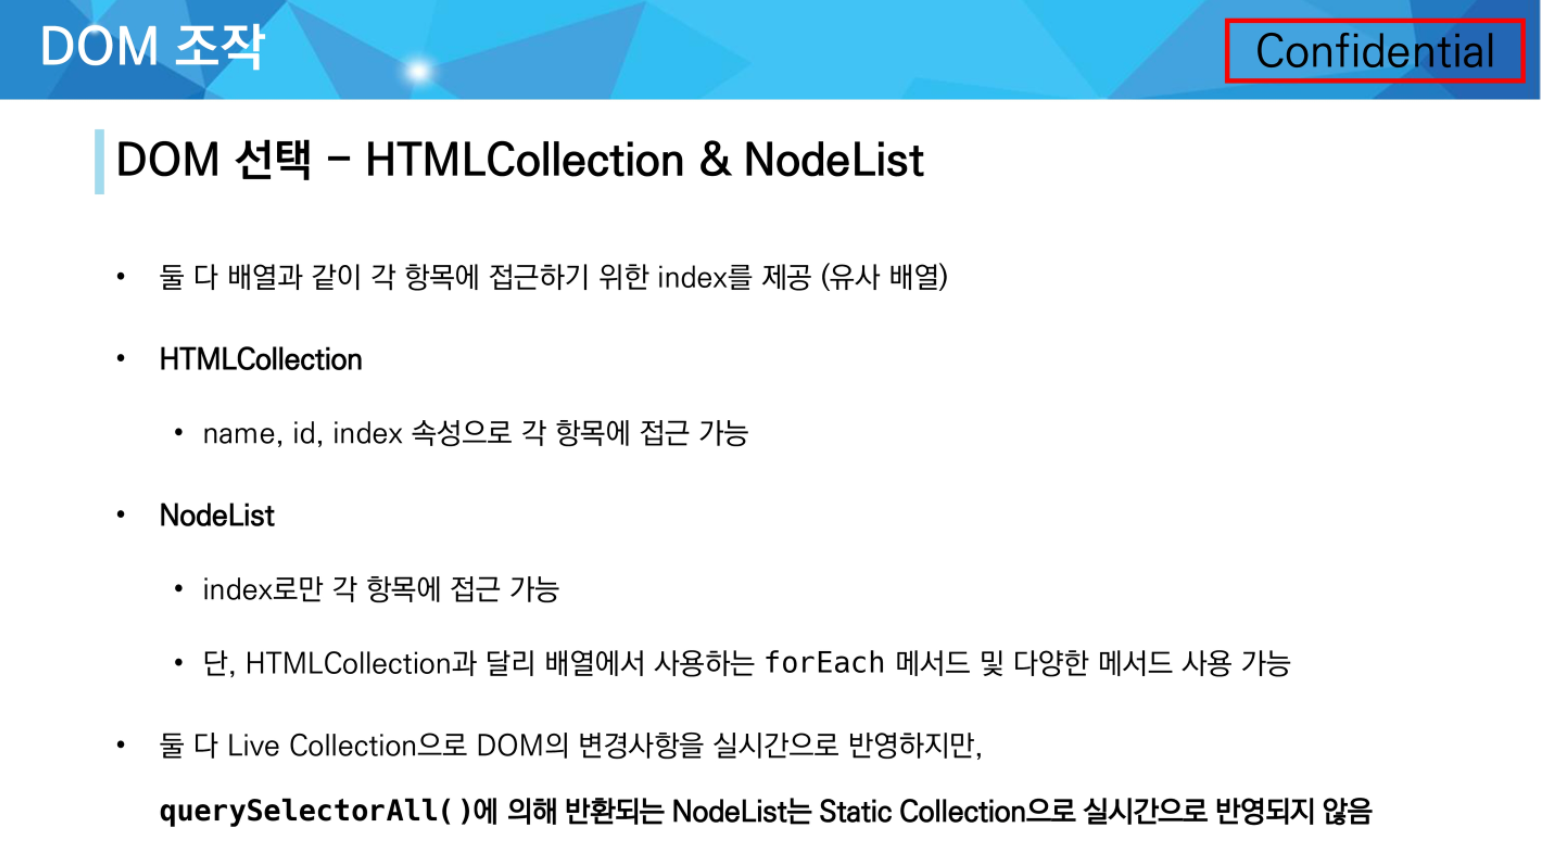 DOM 조작
Confidential
DOM 선택 – HTMLCollection & NodeList
• 둘 다 배열과 같이 각 항목에 접근하기 위한 index를 제공 (유사 배열)
• HTMLCollection
• name, id, index 속성으로 각 항목에 접근 가능
• NodeList
• index로만 각 항목에 접근 가능
• 단, HTMLCollection과 달리 배열에서 사용하는 forEach 메서드 및 다양한 메서드 사용 가능
• 둘 다 Live Collection으로 DOM의 변경사항을 실시간으로 반영하지만,
querySelectorAll()에 의해 반환되는 NodeList는 Static Collection으로 실시간으로 반영되지 않음